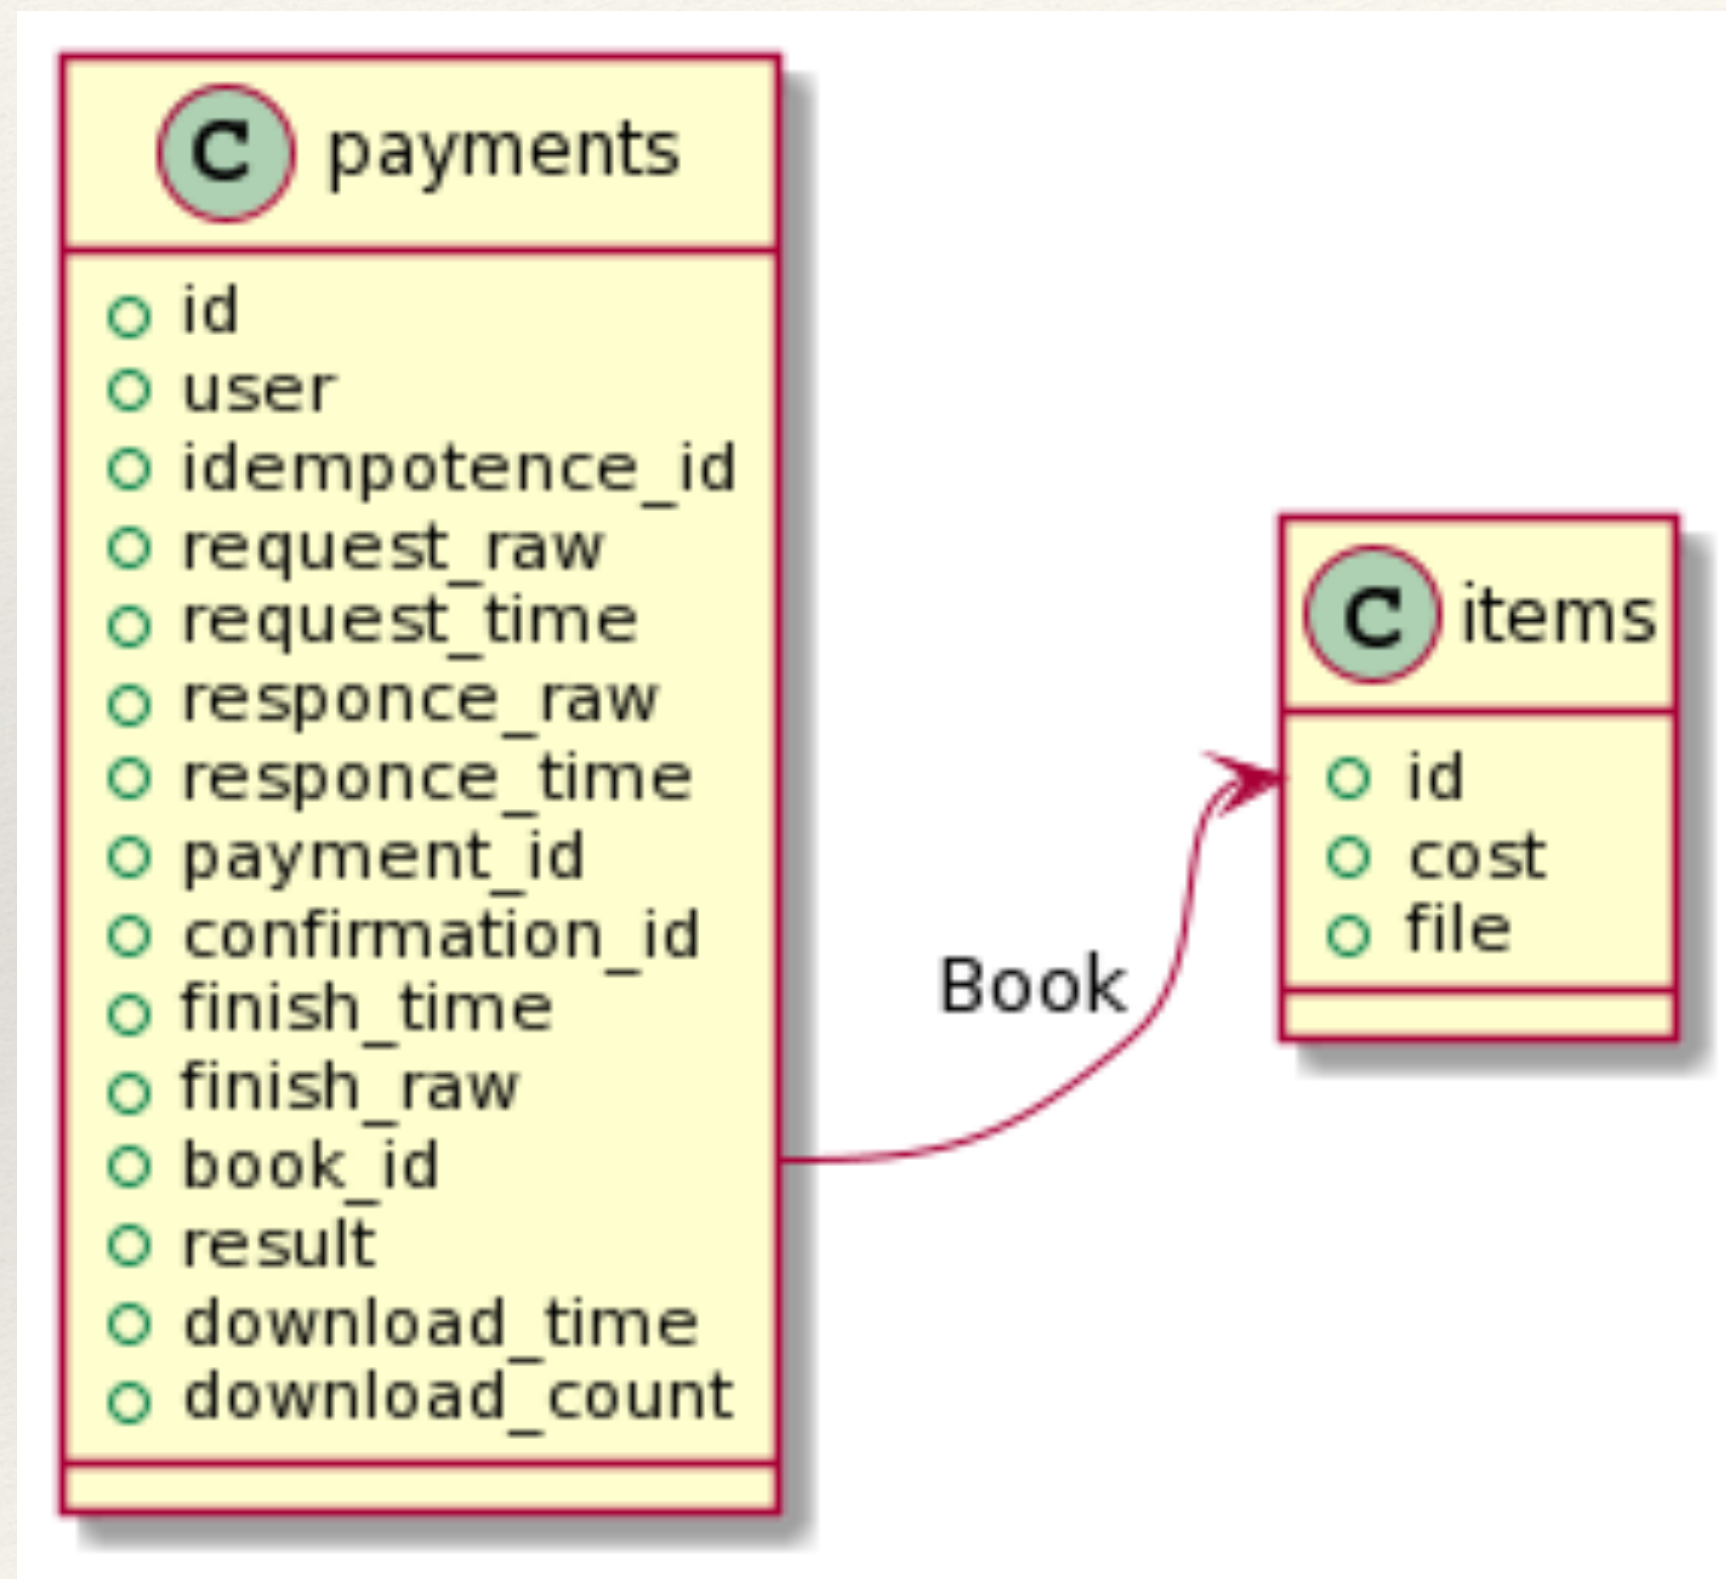 C payments
id
user
idempotence_id
request_raw
request_time
responce_raw
responce_time
payment_id
confirmation_id
finish_time
finish_raw
book_id
result
download_time
download_count
Book
C items
id
cost
file